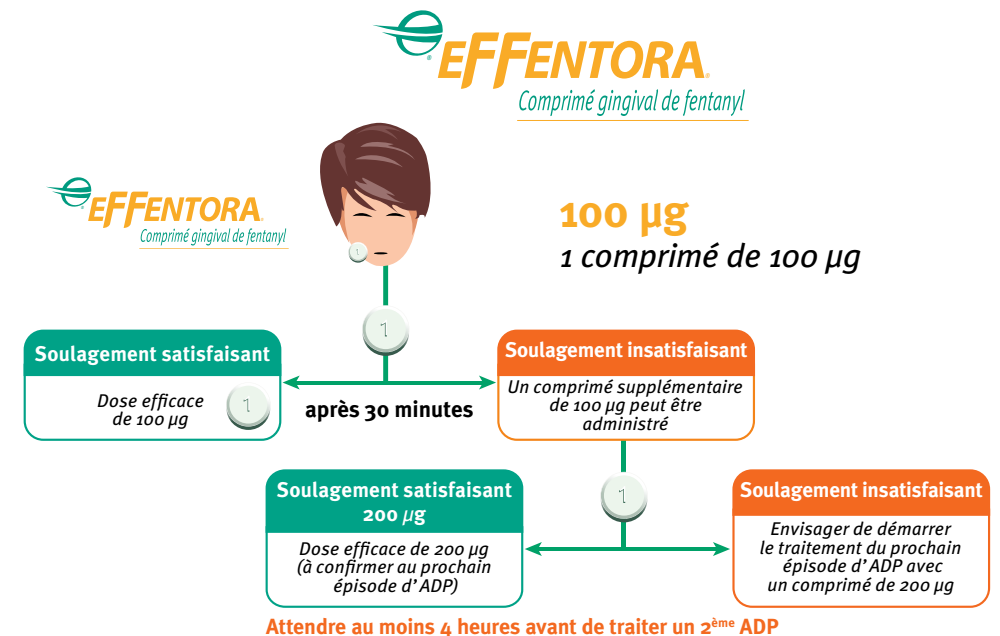 EFFENTORA®
Comprimé gingival de fentanyl
EFFENTORA®
Comprimé gingival de fentanyl
100 µg
1 comprimé de 100 µg
1
1
Soulagement satisfaisant
Dose efficace
de 100 µg
1
après 30 minutes
Soulagement insatisfaisant
Un comprimé supplémentaire
de 100 µg peut être
administré
1
Soulagement satisfaisant
200 µg
Dose efficace de 200 µg
(à confirmer au prochain
épisode d’ADP)
Soulagement insatisfaisant
Envisager de démarrer
le traitement du prochain
épisode d’ADP avec
un comprimé de 200 µg
Attendre au moins 4 heures avant de traiter un 2ème ADP